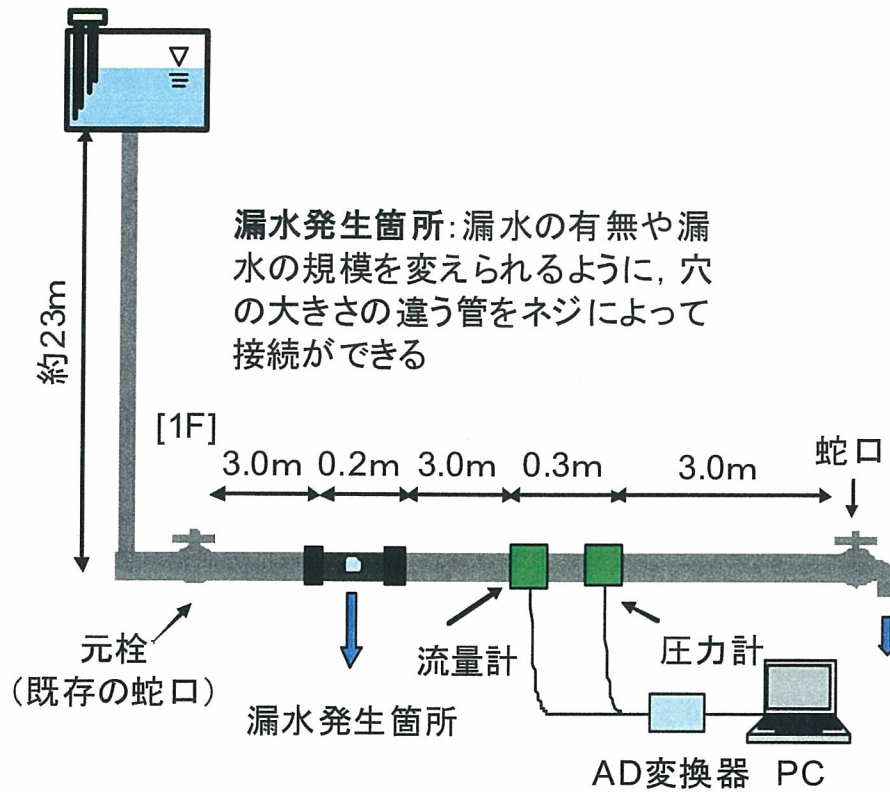 漏水発生箇所:漏水の有無や漏
水の規模を変えられるように, 穴
の大きさの違う管をネジによって
接続ができる
約23m
[1F]
3.0m 0.2m 3.0m 0.3m 3.0m
蛇口
元栓
(既存の蛇口)
漏水発生箇所
流量計
圧力計
AD変換器 PC